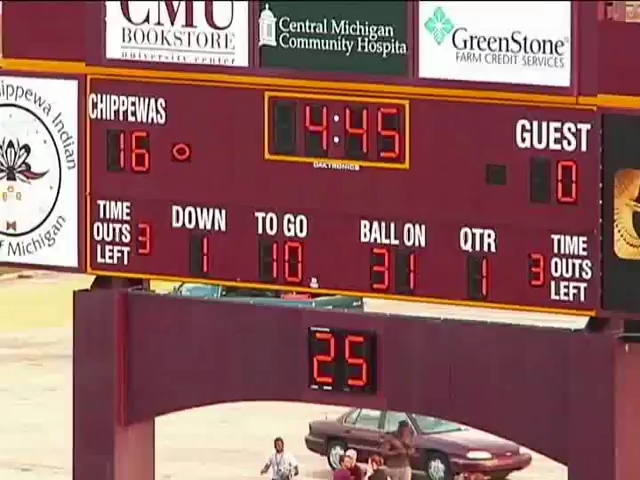 CMU
BOOKSTORE
university center
Central Michigan
Community Hospita
GreenStone
FARM CREDIT SERVICES
hippewa Indian
of Michigan
CHIPPEWAS
16
4:45
DAKTRONICS
GUEST
0
TIME
OUTS
LEFT
3
DOWN
1
TO GO
10
BALL ON
31
QTR
1
3
TIME
OUTS
LEFT
25